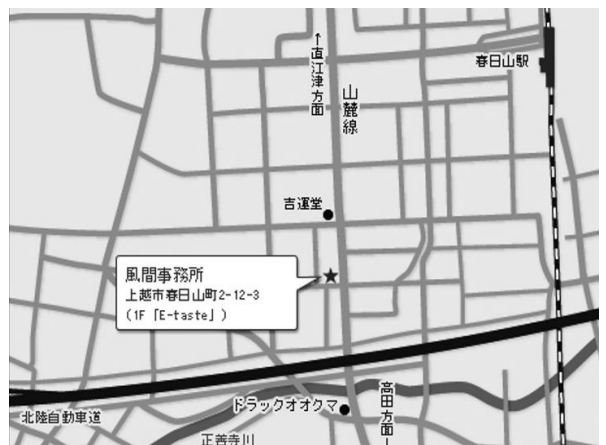 ↑直江津方面
山麓線
春日山駅
吉運堂
風間事務所
上越市春日山町2-12-3
(1F「E-taste」)
ドラックオオクマ
高田方面↓
北陸自動車道
正善寺川